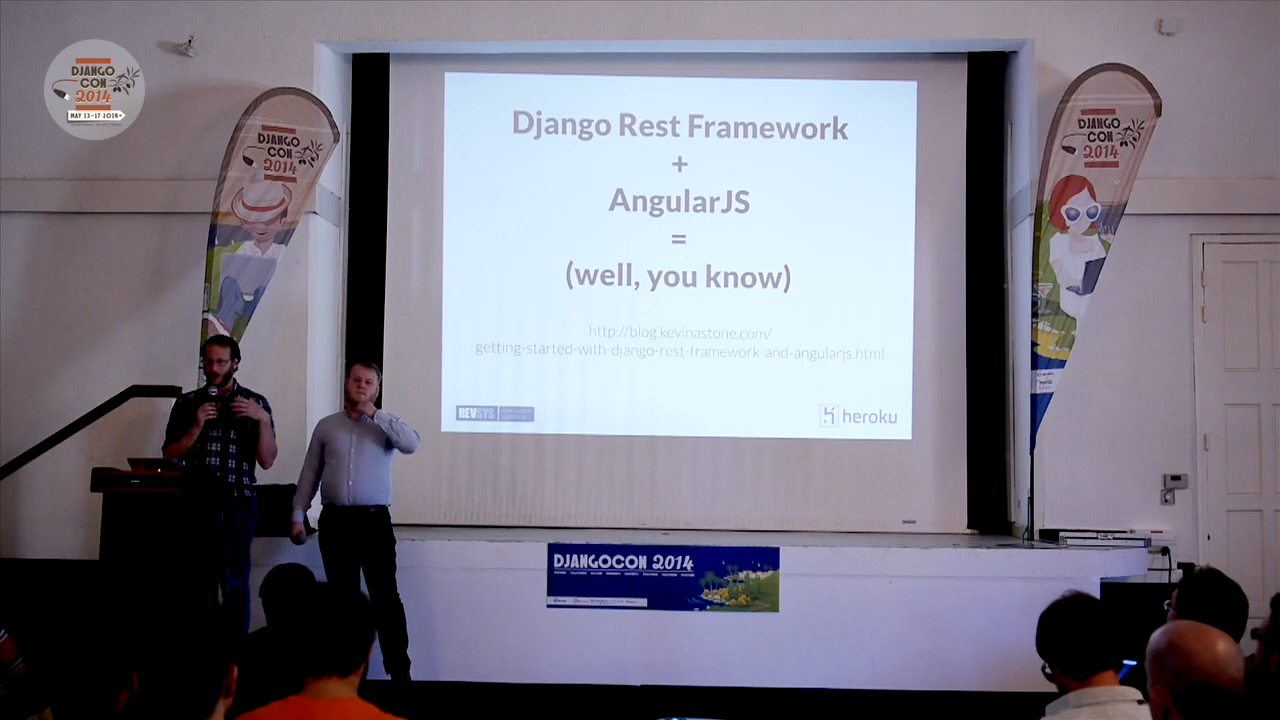 DJANGO
CON
2014
MAY 13-17 2014
DJANGO
CON
2014
Django Rest Framework
+
AngularJS
=
(well, you know)
http://blog.kevinastone.com/
getting-started-with-django-rest-framework-and-angularjs.html
REVSYS
heroku
DJANGO
CON
2014
DJANGOCON 2014